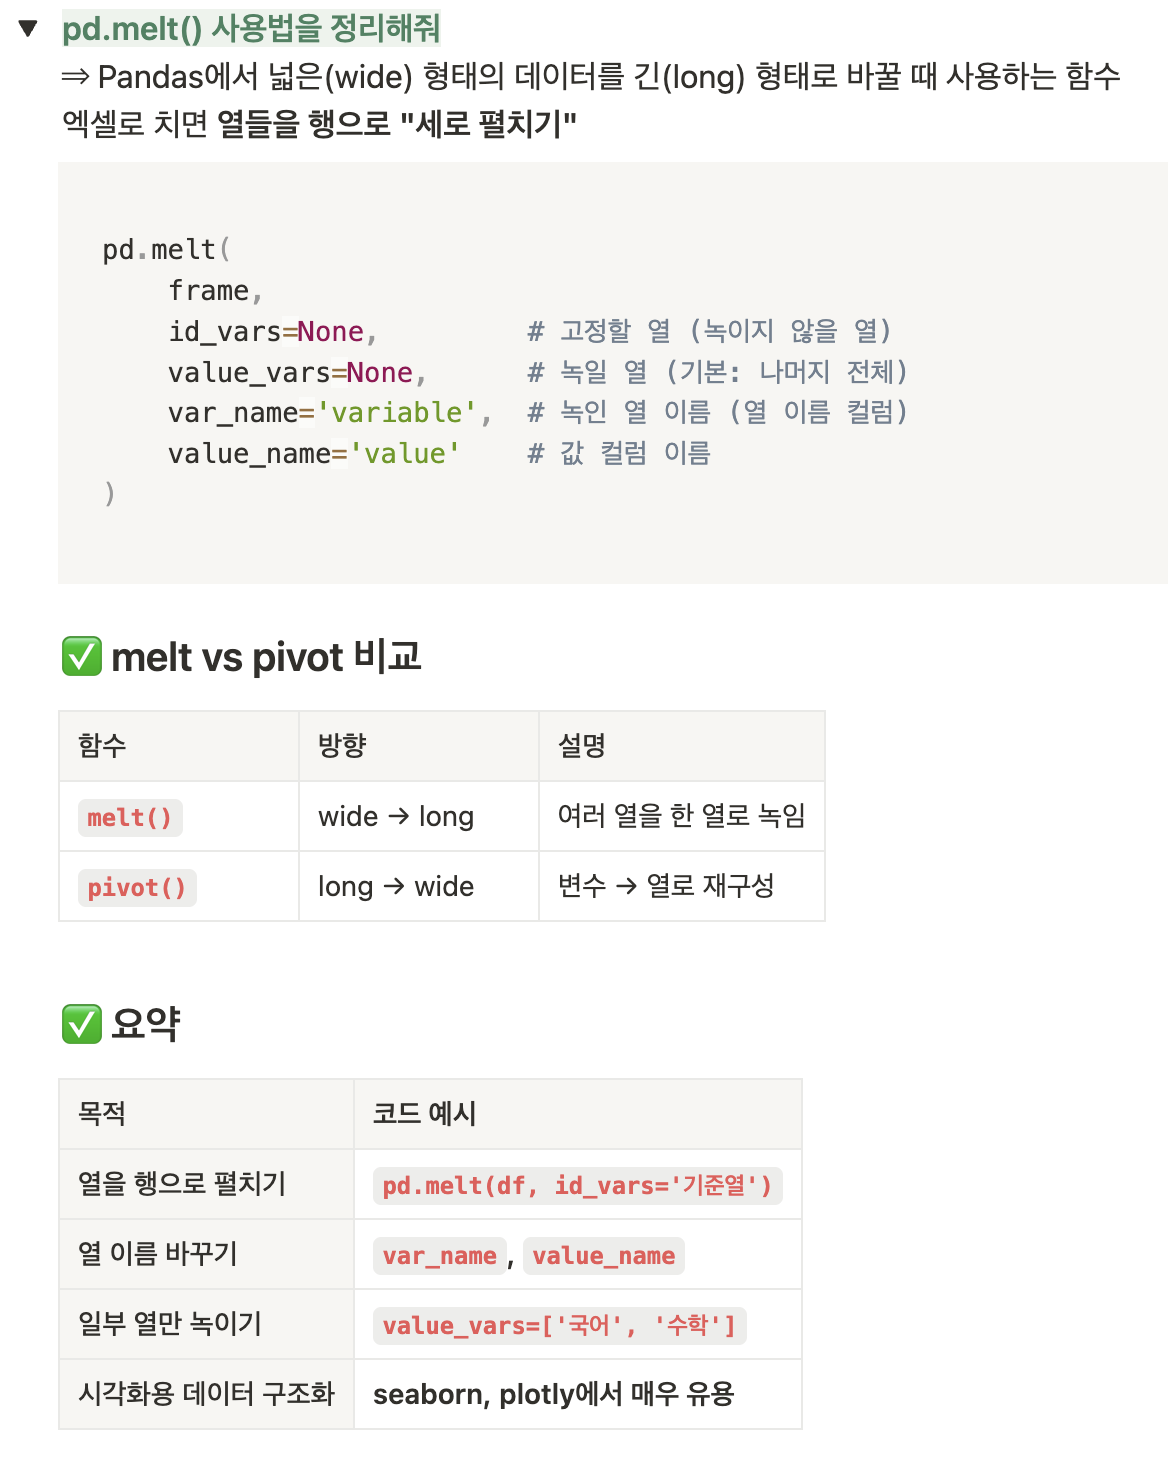 ▼ pd.melt() 사용법을 정리해줘
⇒ Pandas에서 넓은(wide) 형태의 데이터를 긴(long) 형태로 바꿀 때 사용하는 함수
엑셀로 치면 열들을 행으로 "세로 펼치기"
pd.melt(
    frame,
    id_vars=None,         # 고정할 열 (녹이지 않을 열)
    value_vars=None,      # 녹일 열 (기본: 나머지 전체)
    var_name='variable',  # 녹인 열 이름 (열 이름 컬럼)
    value_name='value'    # 값 컬럼 이름
)
✅ melt vs pivot 비교
함수 방향 설명
melt() wide → long 여러 열을 한 열로 녹임
pivot() long → wide 변수 → 열로 재구성
✅ 요약
목적 코드 예시
열을 행으로 펼치기 pd.melt(df, id_vars='기준열')
열 이름 바꾸기 var_name, value_name
일부 열만 녹이기 value_vars=['국어', '수학']
시각화용 데이터 구조화 seaborn, plotly에서 매우 유용